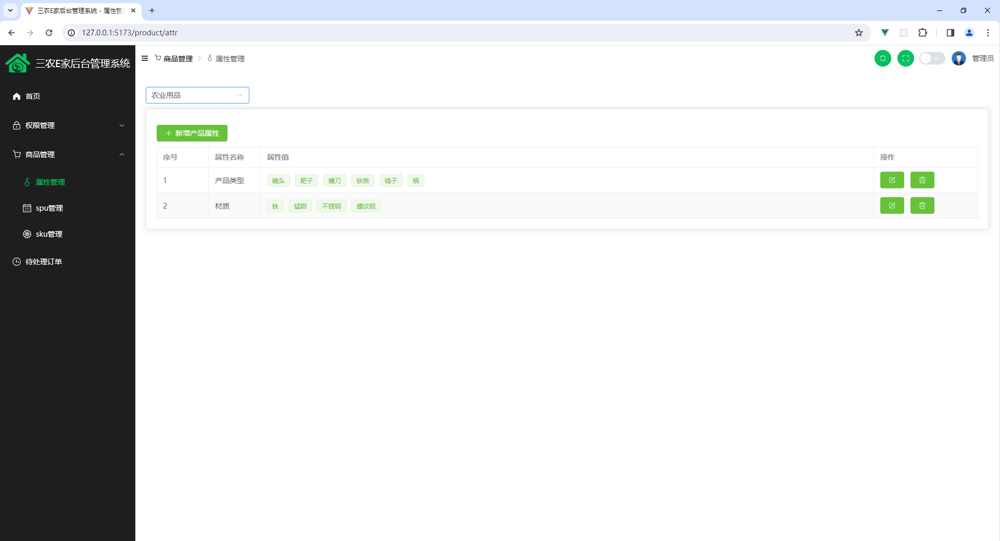 三农E家后台管理系统 - 属性管
127.0.0.1:5173/product/attr
三农E家后台管理系统
商品管理 属性管理
管理员
首页
权限管理
商品管理
属性管理
spu管理
sku管理
待处理订单
农业用品
新增产品属性
序号 属性名称 属性值 操作
1 产品类型 锄头 耙子 镰刀 铁锹 镐子 柄
2 材质 铁 锰钢 不锈钢 螺纹钢